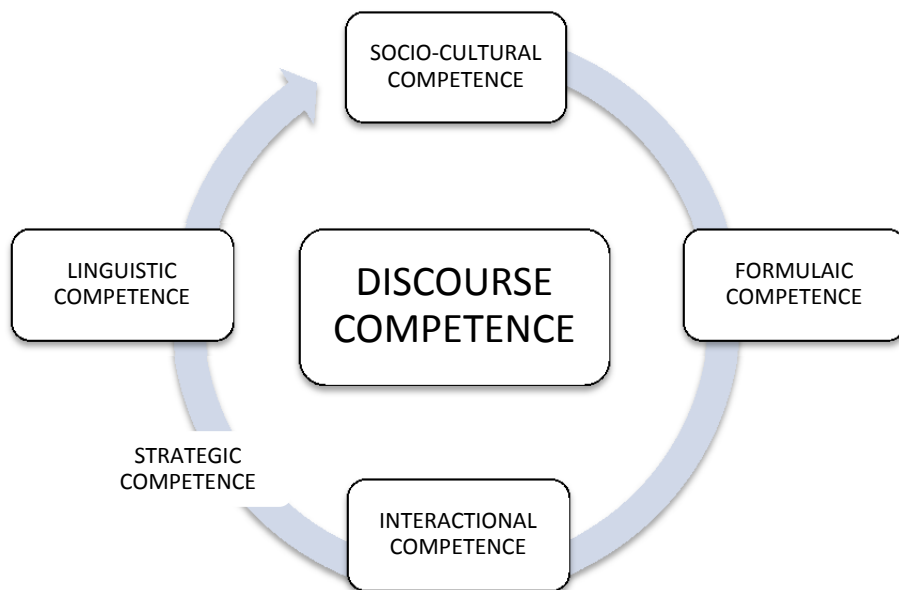 SOCIO-CULTURAL
COMPETENCE
LINGUISTIC
COMPETENCE
DISCOURSE
COMPETENCE
FORMULAIC
COMPETENCE
STRATEGIC
COMPETENCE
INTERACTIONAL
COMPETENCE